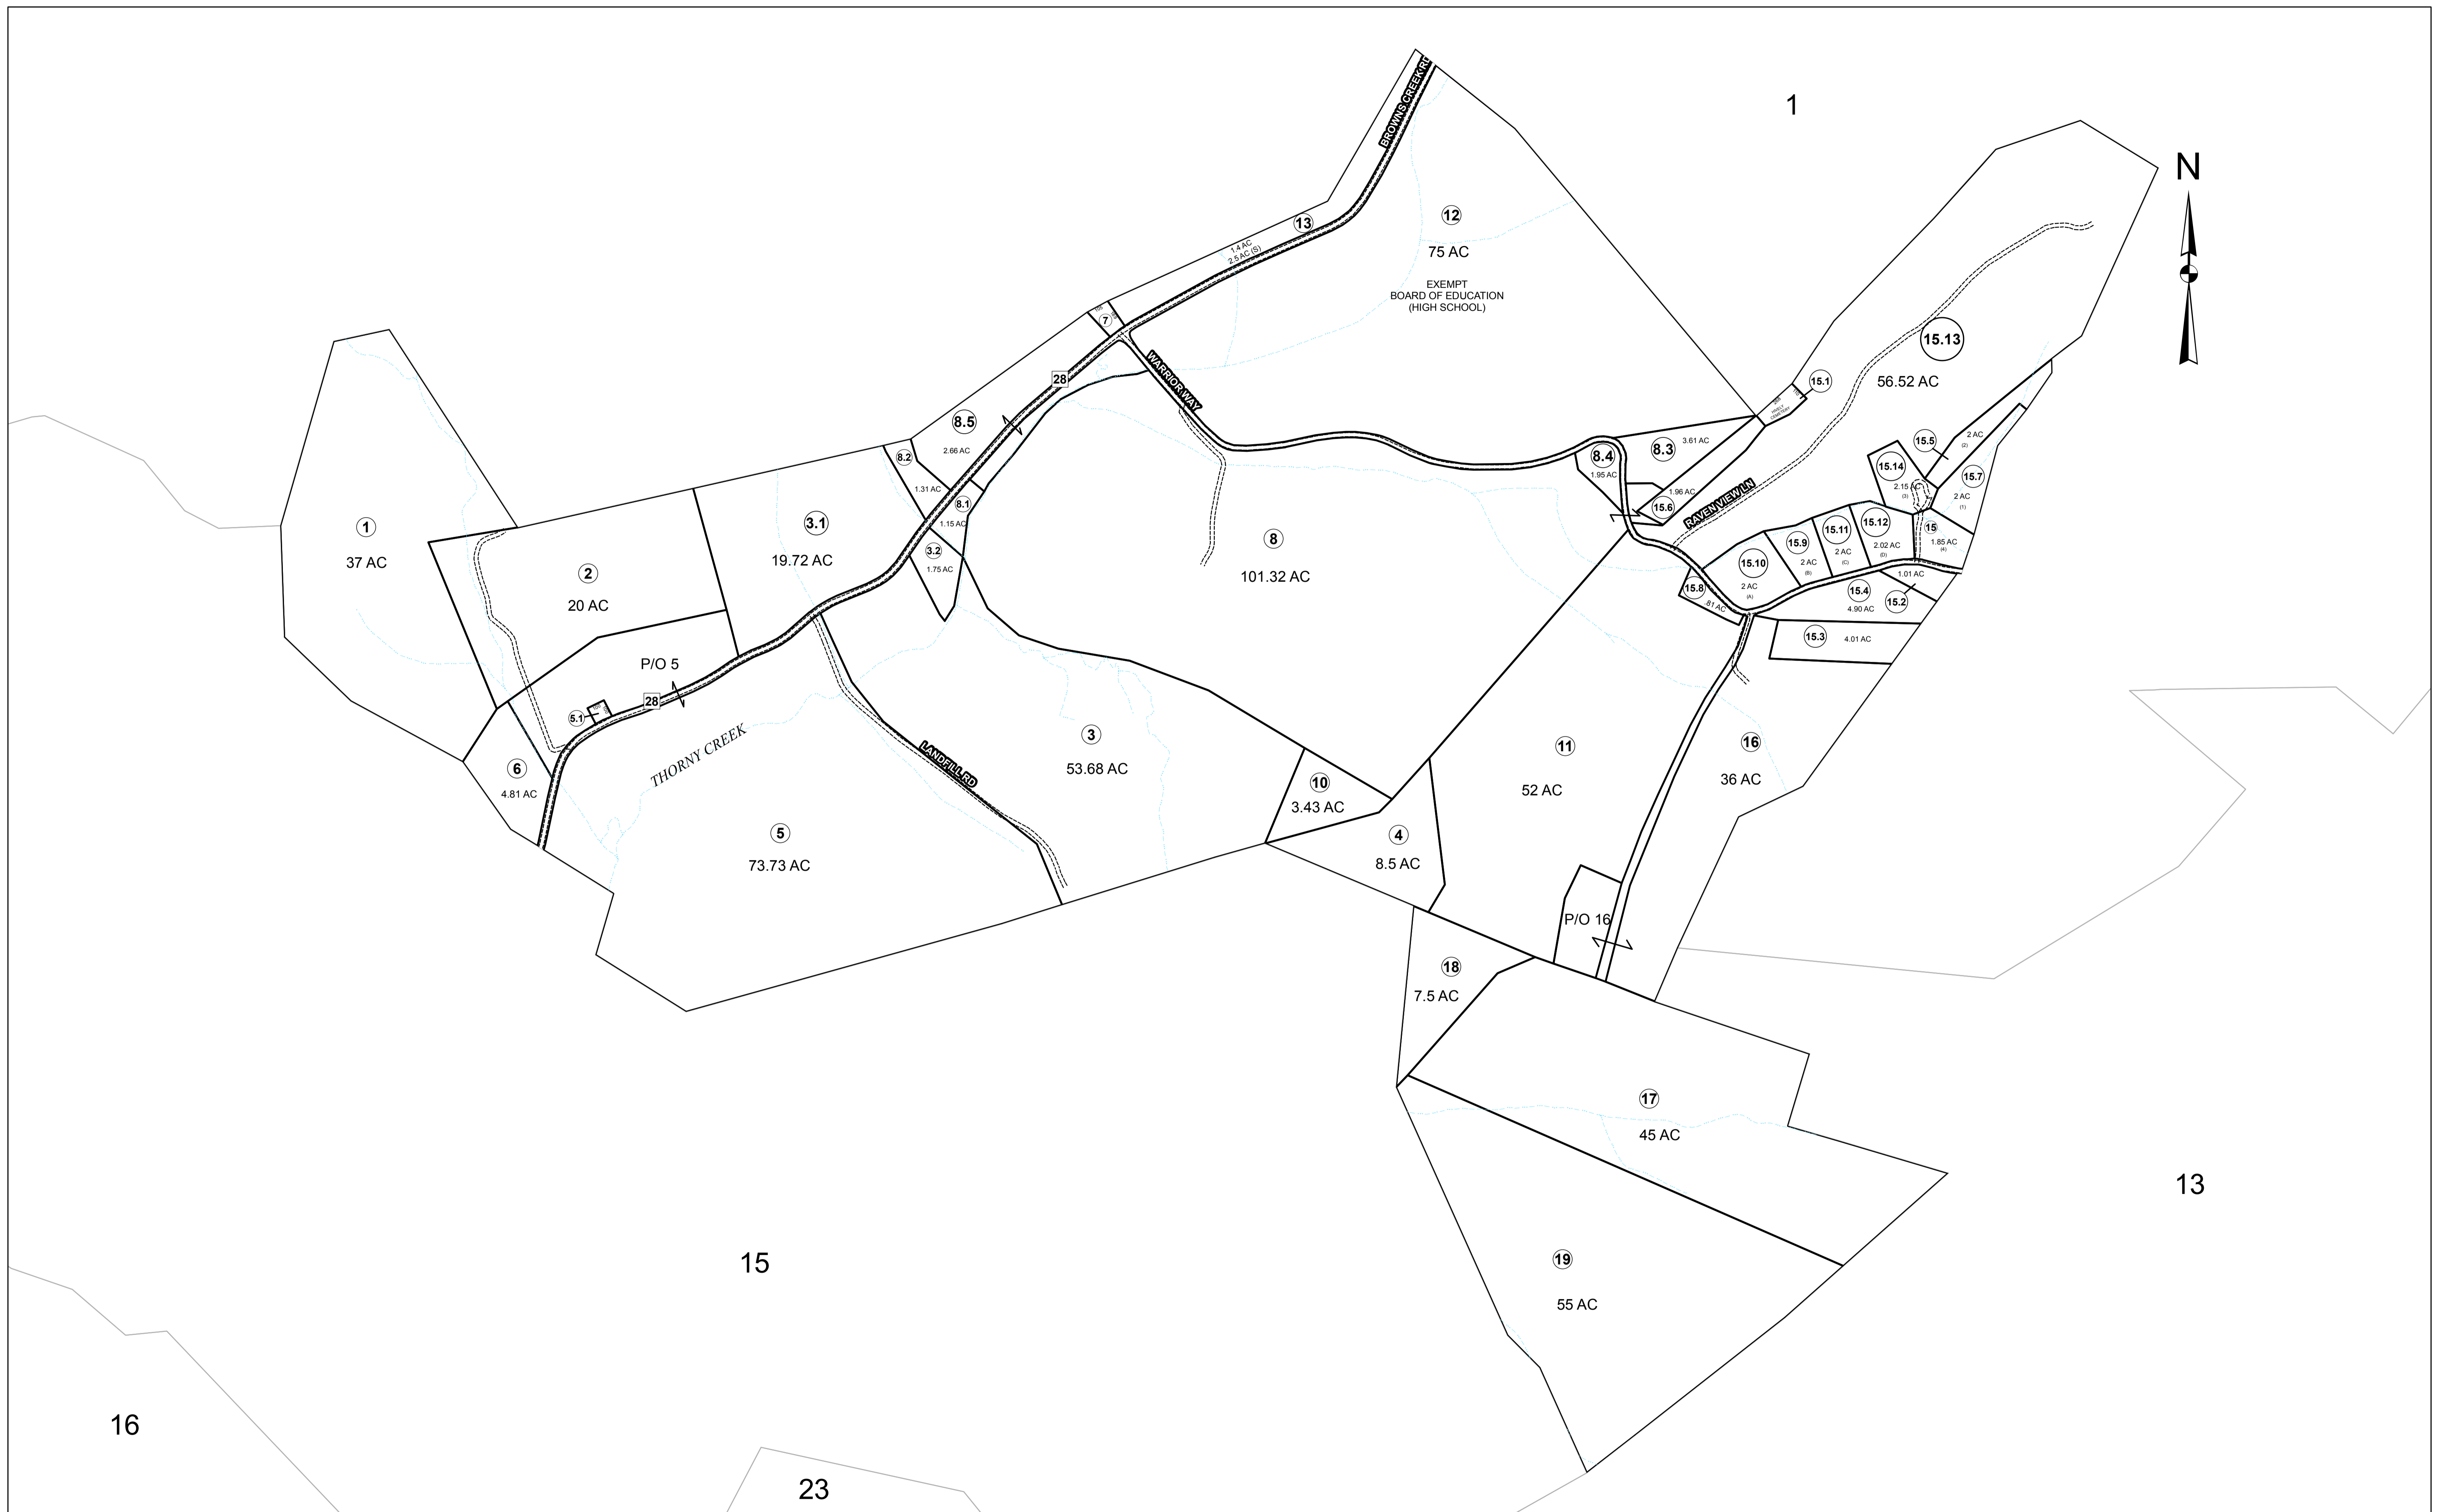 BROWNS CREEK RD
1
N
12
75 AC
EXEMPT
BOARD OF EDUCATION
(HIGH SCHOOL)
13
1.4 AC
2.5 AC (S)
7
WARRIOR WAY
28
15.13
56.52 AC
15.1
8.5
2.66 AC
8.2
1.31 AC
8.1
1.15 AC
3.2
1.75 AC
8.4
1.95 AC
8.3
3.61 AC
1.96 AC
15.6
RAVEN VIEW LN
15.5
2 AC
(2)
15.14
2.15 AC
(3)
15.7
2 AC
(1)
15
1.85 AC
(4)
15.12
2.02 AC
(D)
15.11
2 AC
(C)
15.9
2 AC
(B)
15.10
2 AC
(A)
15.8
.81 AC
1.01 AC
15.2
15.4
4.90 AC
15.3
4.01 AC
1
37 AC
2
20 AC
3.1
19.72 AC
8
101.32 AC
P/O 5
28
5.1
THORNY CREEK
6
4.81 AC
5
73.73 AC
LANDFILL RD
3
53.68 AC
10
3.43 AC
4
8.5 AC
11
52 AC
16
36 AC
P/O 16
18
7.5 AC
17
45 AC
19
55 AC
13
15
16
23